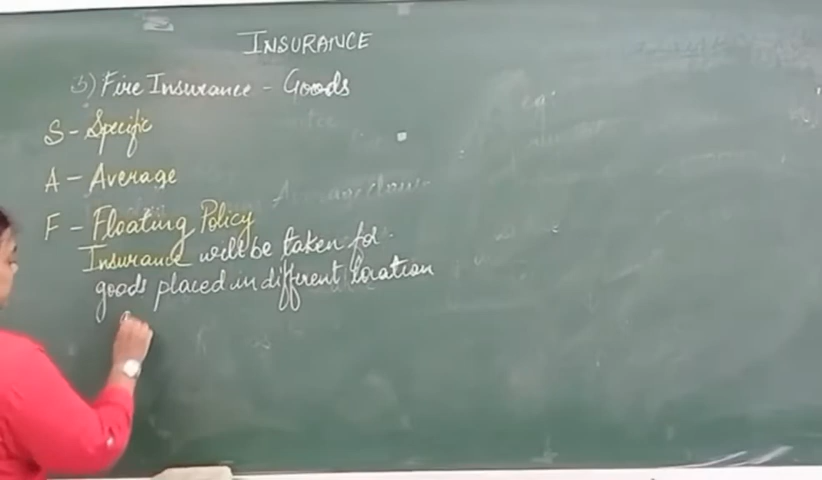 INSURANCE
3) Fire Insurance - Goods
S - Specific
A - Average
F - Floating Policy
Insurance will be taken for
goods placed in different location